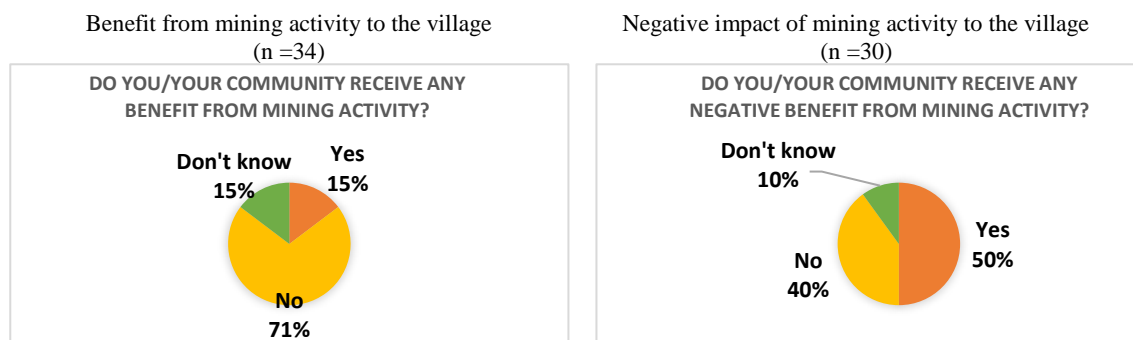 Benefit from mining activity to the village
(n =34)
DO YOU/YOUR COMMUNITY RECEIVE ANY
BENEFIT FROM MINING ACTIVITY?
Don't know
15%
Yes
15%
No
71%
Negative impact of mining activity to the village
(n =30)
DO YOU/YOUR COMMUNITY RECEIVE ANY
NEGATIVE BENEFIT FROM MINING ACTIVITY?
Don't know
10%
Yes
50%
No
40%